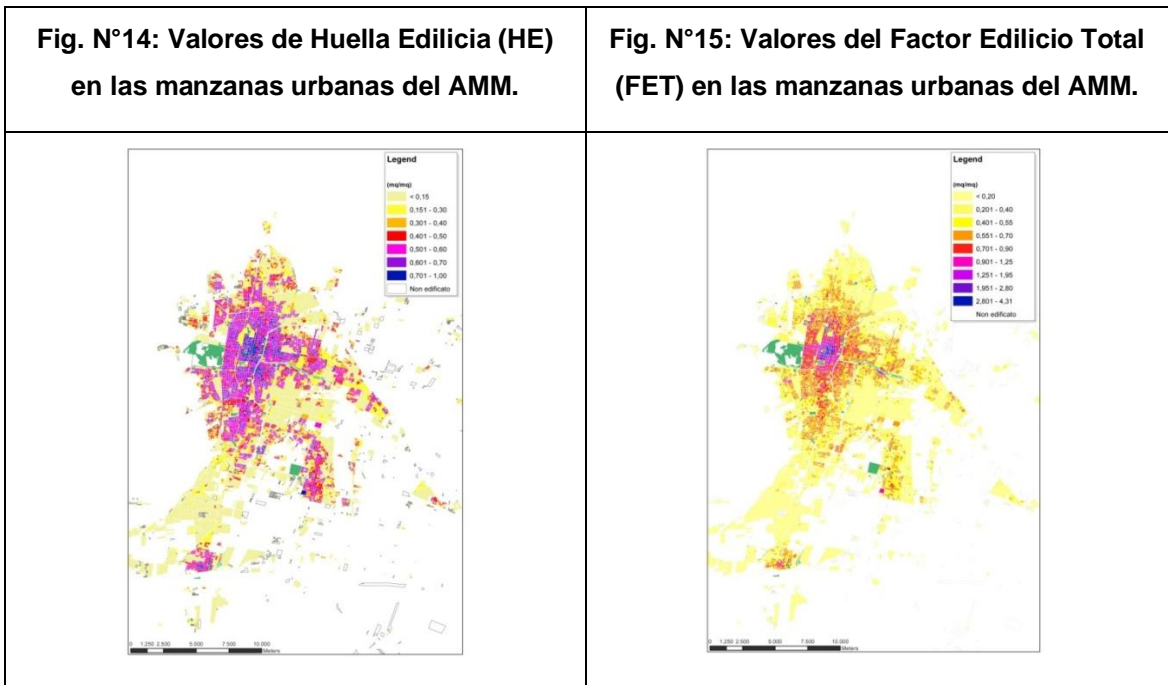 Fig. N°14: Valores de Huella Edilicia (HE)
en las manzanas urbanas del AMM.
Fig. N°15: Valores del Factor Edilicio Total
(FET) en las manzanas urbanas del AMM.
Legend
(mq/mq)
< 0,15
0,151 - 0,30
0,301 - 0,40
0,401 - 0,50
0,501 - 0,60
0,601 - 0,70
0,701 - 1,00
Non edificato
0 1.250 2.500 5.000 7.500 10.000
Meters
Legend
(mq/mq)
< 0,20
0,201 - 0,40
0,401 - 0,55
0,551 - 0,70
0,701 - 0,90
0,901 - 1,25
1,251 - 1,95
1,951 - 2,80
2,801 - 4,31
Non edificato
0 1.250 2.500 5.000 7.500 10.000
Meters